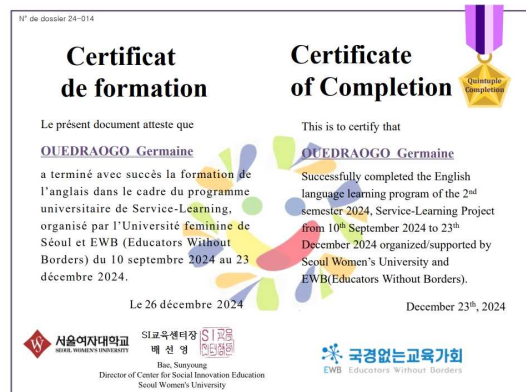 N° de dossier 24-014
Certificat
de formation
Le présent document atteste que
OUEDRAOGO Germaine
a terminé avec succès la formation de
l'anglais dans le cadre du programme
universitaire de Service-Learning,
organisé par l'Université feminine de
Séoul et EWB (Educators Without
Borders) du 10 septembre 2024 au 23
décembre 2024.
Le 26 décembre 2024
Certificate
of Completion
Quintuple
Completion
This is to certify that
OUEDRAOGO Germaine
Successfully completed the English
language learning program of the 2nd
semester 2024, Service-Learning Project
from 10th September 2024 to 23th
December 2024 organized/supported by
Seoul Women's University and
EWB(Educators Without Borders).
December 23th, 2024
서울여자대학교
SEOUL WOMEN'S UNIVERSITY
SI교육센터장
배 선 영
Bae, Sunyoung
Director of Center for Social Innovation Education
Seoul Women's University
국경없는교육가회
EWB Educators Without Borders